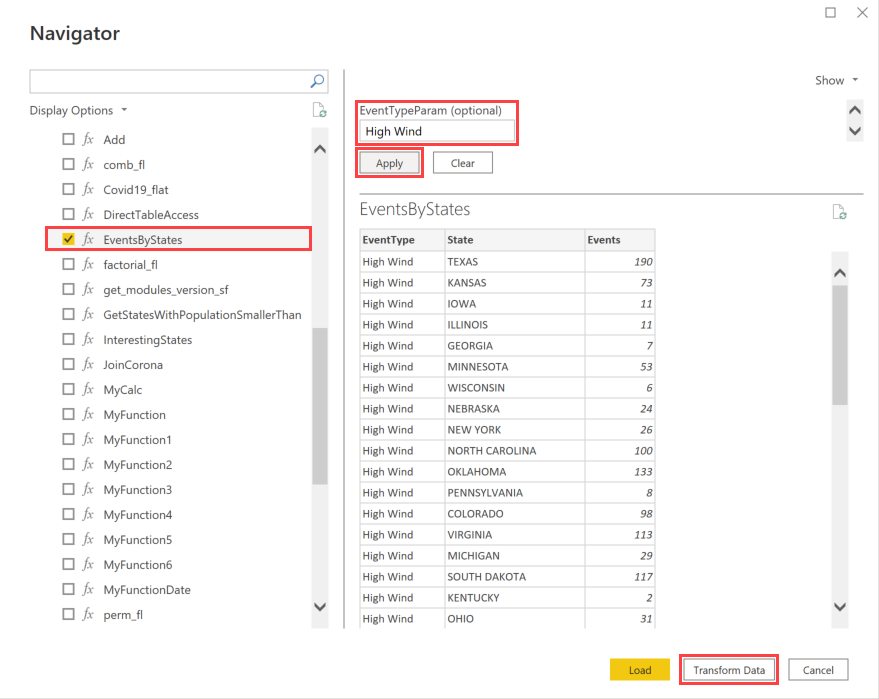 Navigator
Display Options
fx Add
fx comb_fl
fx Covid19_flat
fx DirectTableAccess
fx EventsByStates
fx factorial_fl
fx get_modules_version_sf
fx GetStatesWithPopulationSmallerThan
fx InterestingStates
fx JoinCorona
fx MyCalc
fx MyFunction
fx MyFunction1
fx MyFunction2
fx MyFunction3
fx MyFunction4
fx MyFunction5
fx MyFunction6
fx MyFunctionDate
fx perm_fl
Show
EventTypeParam (optional)
High Wind
Apply Clear
EventsByStates
EventType State Events
High Wind TEXAS 190
High Wind KANSAS 73
High Wind IOWA 11
High Wind ILLINOIS 11
High Wind GEORGIA 7
High Wind MINNESOTA 53
High Wind WISCONSIN 6
High Wind NEBRASKA 24
High Wind NEW YORK 26
High Wind NORTH CAROLINA 100
High Wind OKLAHOMA 133
High Wind PENNSYLVANIA 8
High Wind COLORADO 98
High Wind VIRGINIA 113
High Wind MICHIGAN 29
High Wind SOUTH DAKOTA 117
High Wind KENTUCKY 2
High Wind OHIO 31
Load Transform Data Cancel